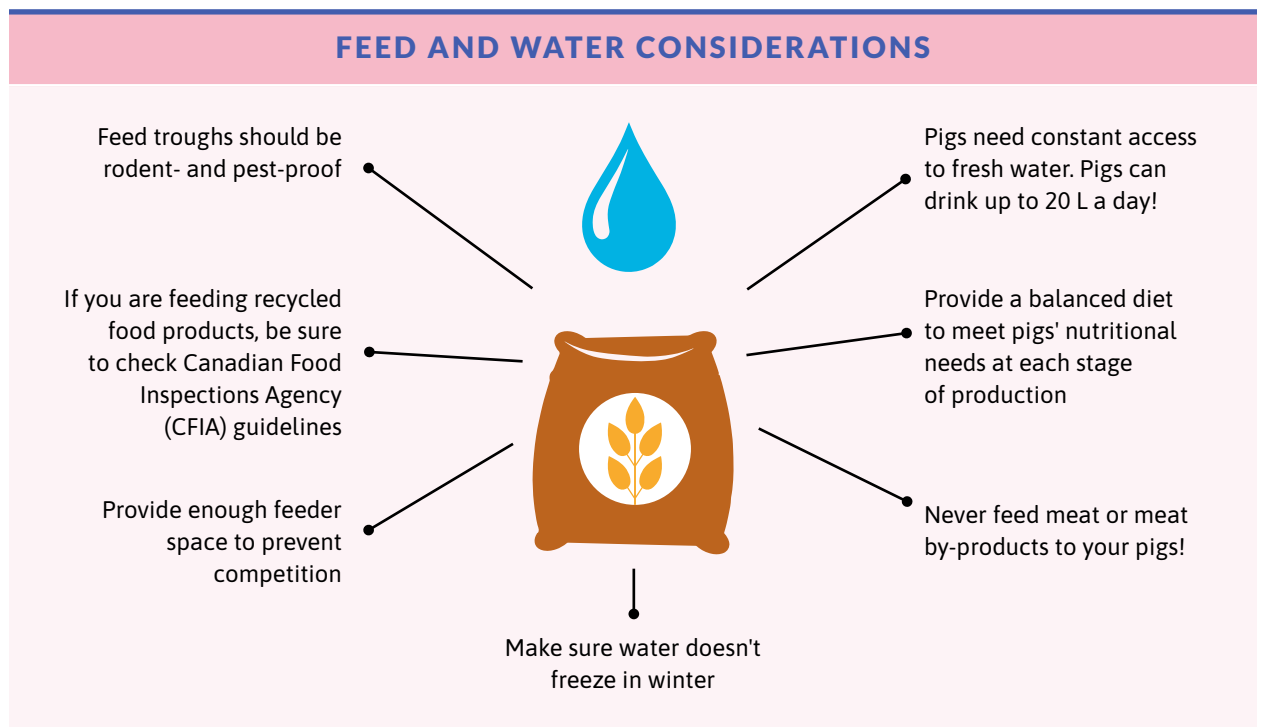 FEED AND WATER CONSIDERATIONS
Feed troughs should be
rodent- and pest-proof
If you are feeding recycled
food products, be sure
to check Canadian Food
Inspections Agency
(CFIA) guidelines
Provide enough feeder
space to prevent
competition
Make sure water doesn't
freeze in winter
Pigs need constant access
to fresh water. Pigs can
drink up to 20 L a day!
Provide a balanced diet
to meet pigs' nutritional
needs at each stage
of production
Never feed meat or meat
by-products to your pigs!